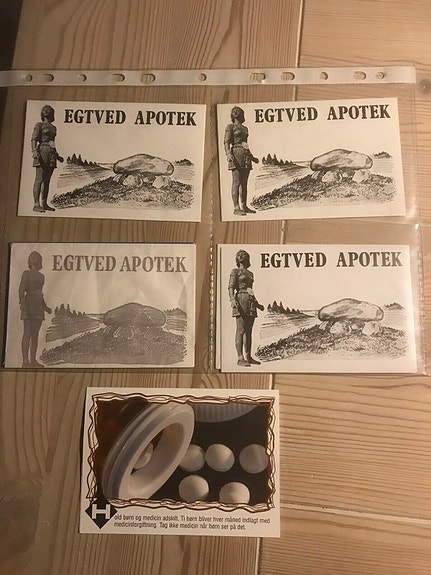 EGTVED APOTEK
EGTVED APOTEK
EGTVED APOTEK
EGTVED APOTEK
Hold børn og medicin adskilt. Ti børn bliver hver måned indlagt med
medicinforgiftning. Tag ikke medicin når børn ser på det.